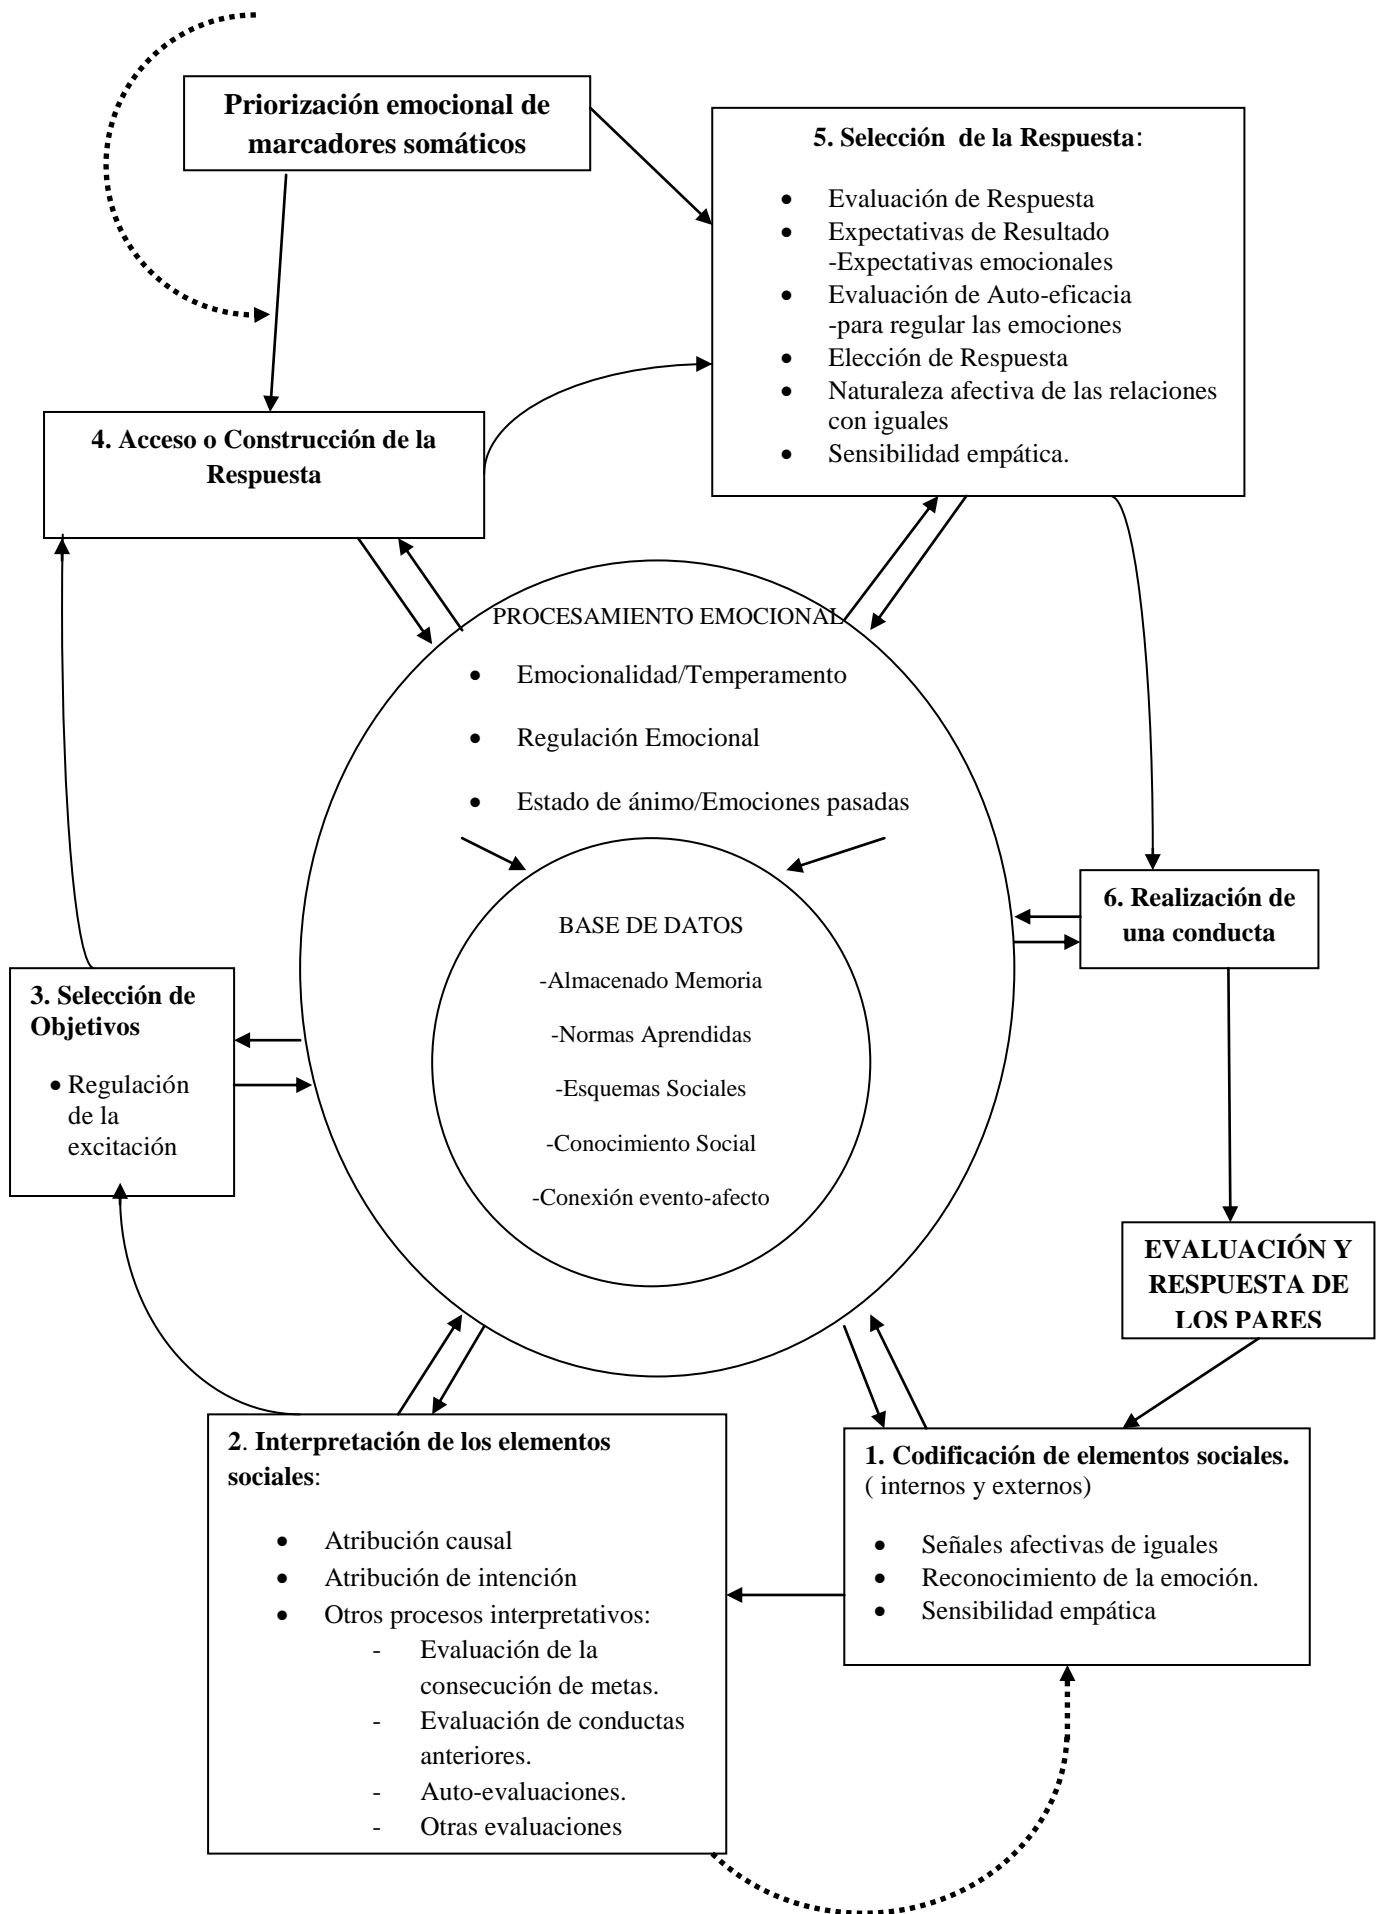 Priorización emocional de
marcadores somáticos
5. Selección de la Respuesta:
• Evaluación de Respuesta
• Expectativas de Resultado
-Expectativas emocionales
• Evaluación de Auto-eficacia
-para regular las emociones
• Elección de Respuesta
• Naturaleza afectiva de las relaciones
con iguales
• Sensibilidad empática.
4. Acceso o Construcción de la
Respuesta
PROCESAMIENTO EMOCIONAL
• Emocionalidad/Temperamento
• Regulación Emocional
• Estado de ánimo/Emociones pasadas
BASE DE DATOS
-Almacenado Memoria
-Normas Aprendidas
-Esquemas Sociales
-Conocimiento Social
-Conexión evento-afecto
6. Realización de
una conducta
3. Selección de
Objetivos
• Regulación
de la
excitación
EVALUACIÓN Y
RESPUESTA DE
LOS PARES
2. Interpretación de los elementos
sociales:
• Atribución causal
• Atribución de intención
• Otros procesos interpretativos:
- Evaluación de la
consecución de metas.
- Evaluación de conductas
anteriores.
- Auto-evaluaciones.
- Otras evaluaciones
1. Codificación de elementos sociales.
( internos y externos)
• Señales afectivas de iguales
• Reconocimiento de la emoción.
• Sensibilidad empática